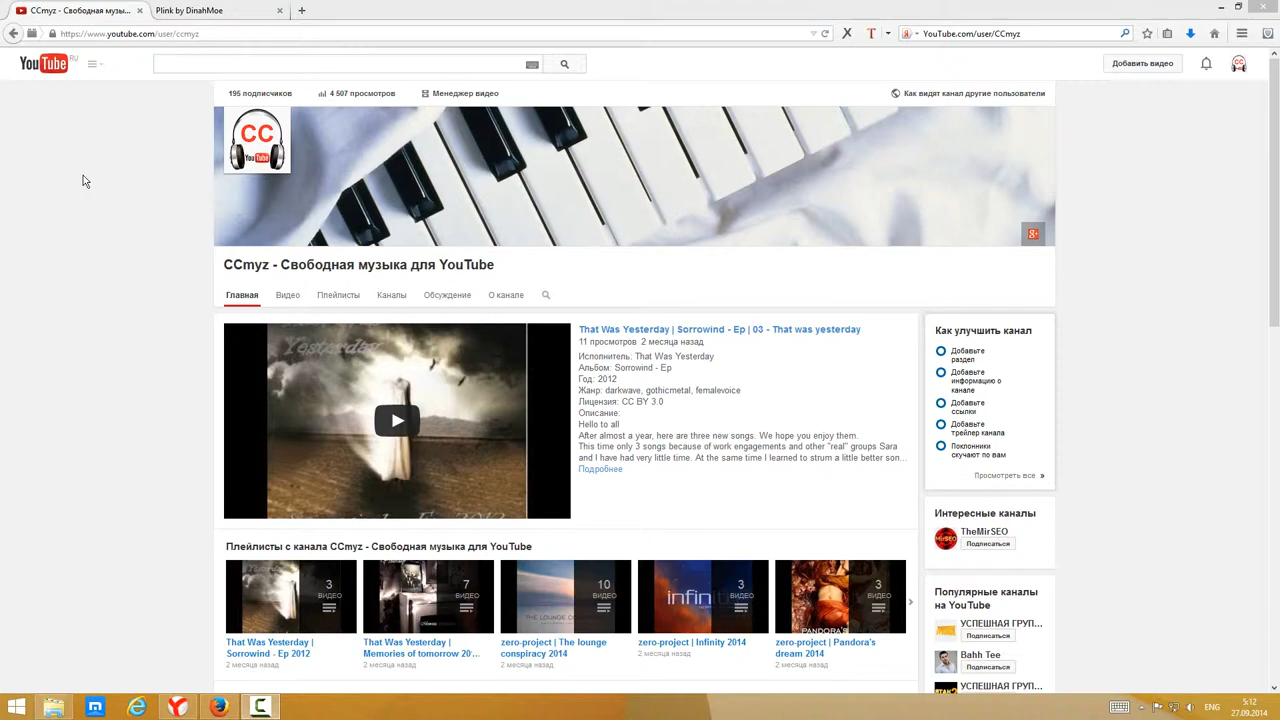 CCmyz - Свободная музы...
Plink by DinahMoe
https://www.youtube.com/user/ccmyz
YouTube.com/user/CCmyz
YouTube RU
Добавить видео
CC
195 подписчиков
4 507 просмотров
Менеджер видео
Как видят канал другие пользователи
CC
YouTube
CCmyz - Свободная музыка для YouTube
Главная
Видео
Плейлисты
Каналы
Обсуждение
О канале
Yesterday
That Was Yesterday | Sorrowind - Ep | 03 - That was yesterday
11 просмотров 2 месяца назад
Исполнитель: That Was Yesterday
Альбом: Sorrowind - Ep
Год: 2012
Жанр: darkwave, gothicmetal, femalevoice
Лицензия: CC BY 3.0
Описание:
Hello to all
After almost a year, here are three new songs. We hope you enjoy them.
This time only 3 songs because of work engagements and other "real" groups Sara
and I have had very little time. At the same time I learned to strum a little better son...
Подробнее
Как улучшить канал
Добавьте
раздел
Добавьте
информацию о
канале
Добавьте
ссылки
Добавьте
трейлер канала
Поклонники
скучают по вам
Просмотреть все »
Интересные каналы
TheMirSEO
Подписаться
Популярные каналы
на YouTube
УСПЕШНАЯ ГРУП...
Подписаться
Bahh Tee
Подписаться
УСПЕШНАЯ ГРУП...
Плейлисты с канала CCmyz - Свободная музыка для YouTube
3
ВИДЕО
That Was Yesterday |
Sorrowind - Ep 2012
2 месяца назад
7
ВИДЕО
That Was Yesterday |
Memories of tomorrow 20'...
2 месяца назад
10
ВИДЕО
zero-project | The lounge
conspiracy 2014
2 месяца назад
infini
3
ВИДЕО
zero-project | Infinity 2014
2 месяца назад
PANDORA'S
3
ВИДЕО
zero-project | Pandora's
dream 2014
2 месяца назад
ENG
5:12
27.09.2014